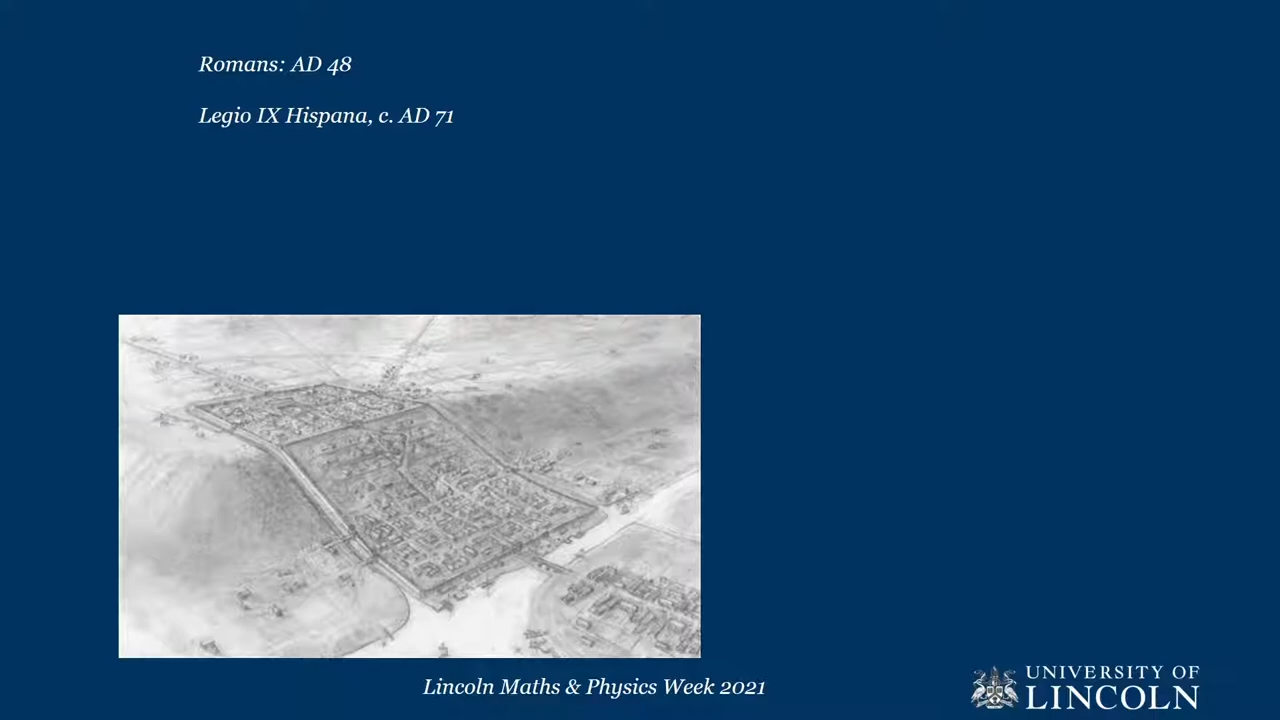 Romans: AD 48
Legio IX Hispana, c. AD 71
Lincoln Maths & Physics Week 2021
UNIVERSITY OF
LINCOLN